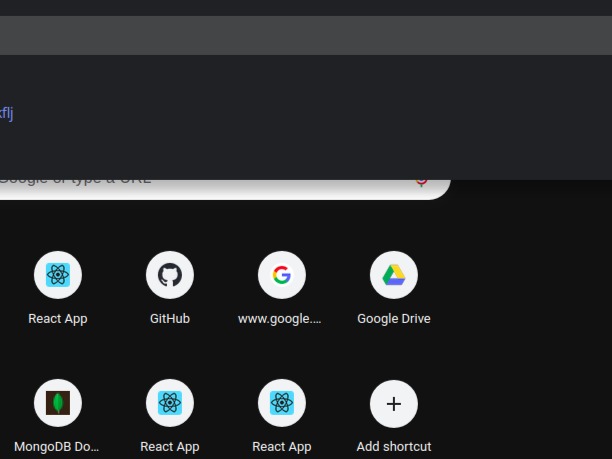 kflj
Google or type a URL
React App
GitHub
www.google....
Google Drive
MongoDB Do...
React App
React App
Add shortcut